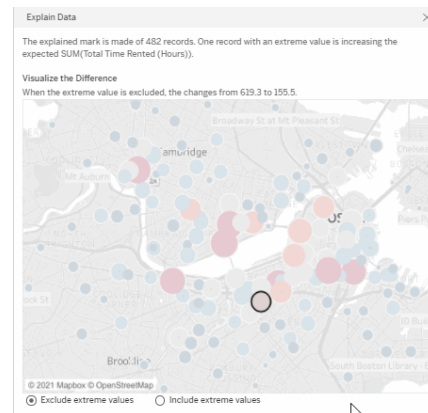 Explain Data
The explained mark is made of 482 records. One record with an extreme value is increasing the
expected SUM(Total Time Rented (Hours)).
Visualize the Difference
When the extreme value is excluded, the changes from 619.3 to 155.5.
Broadway St at Mt Pleasant St
Mt Auburn
South Boston Library - 
© 2021 Mapbox © OpenStreetMap
Exclude extreme values
Include extreme values